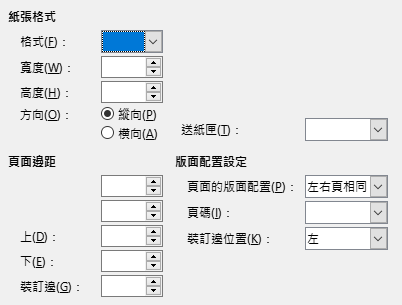 紙張格式
格式(F)：
寬度(W)：
高度(H)：
方向(O)： 縱向(P)
橫向(A) 送紙匣(T)：
頁面邊距 版面配置設定
頁面的版面配置(P)： 左右頁相同
頁碼(I)：
上(D)： 裝訂邊位置(K)： 左
下(E)：
裝訂邊(G)：